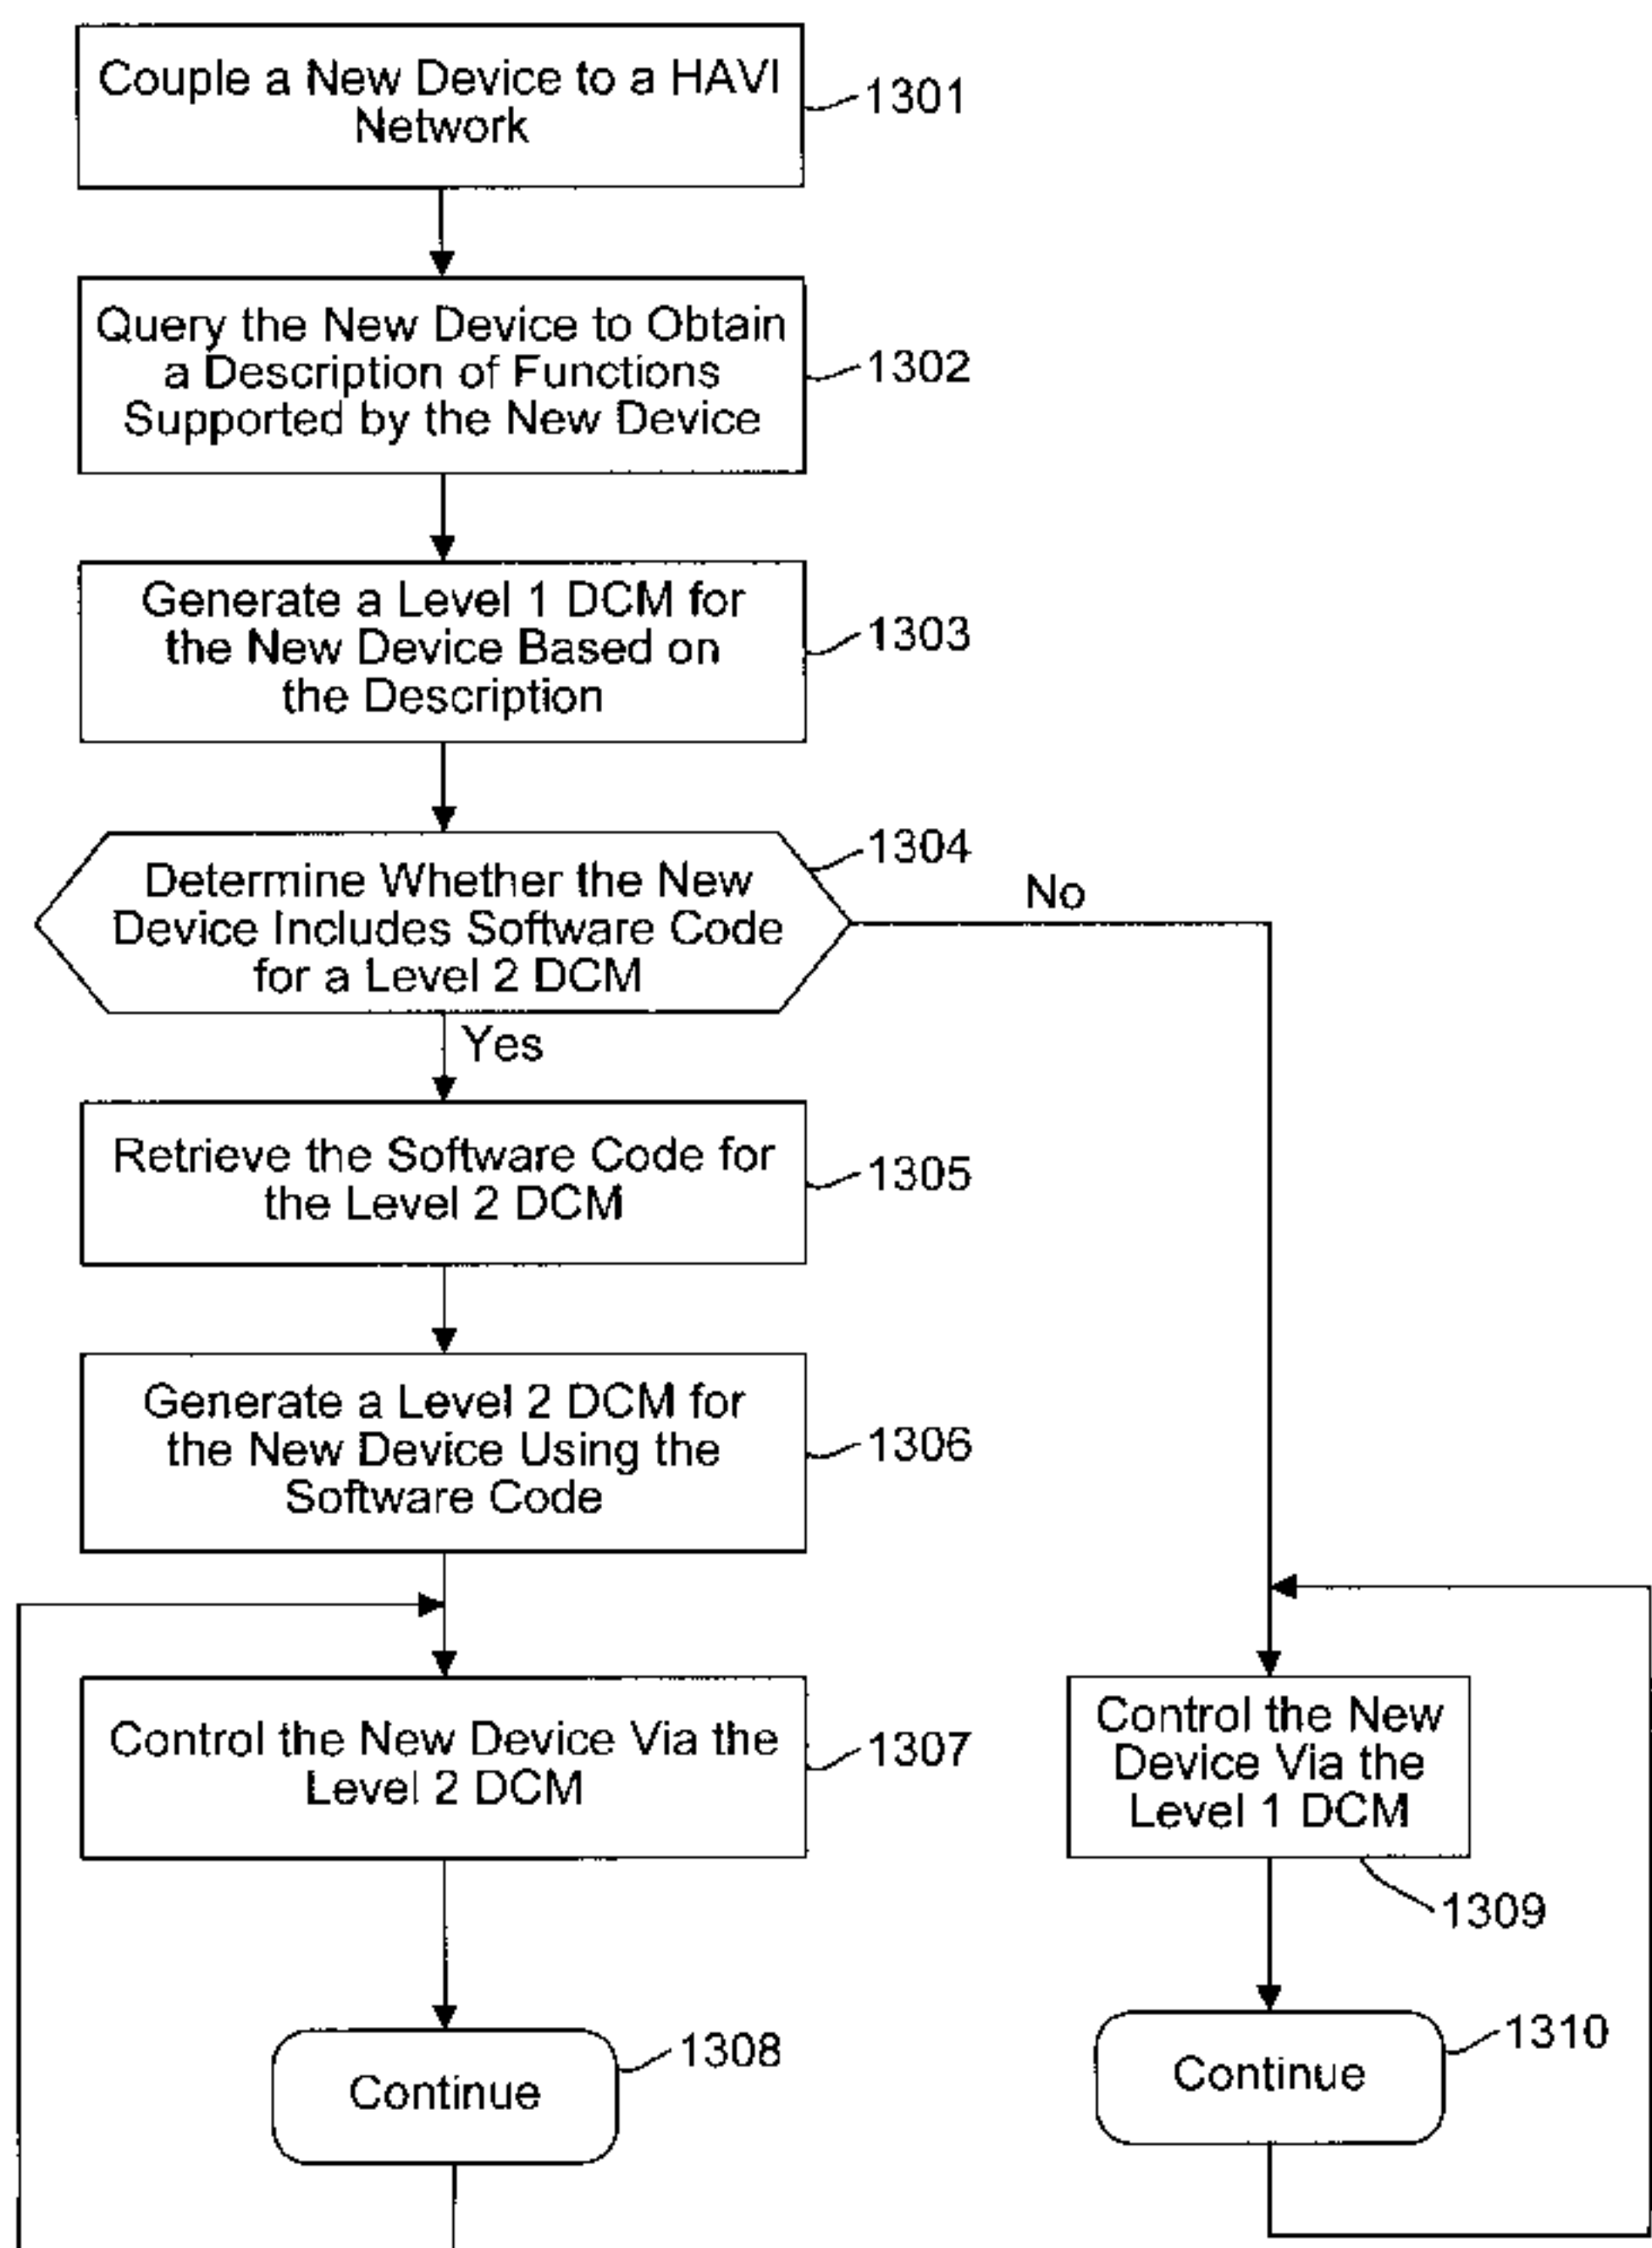 Couple a New Device to a HAVI
Network
1301
Query the New Device to Obtain
a Description of Functions
Supported by the New Device
1302
Generate a Level 1 DCM for
the New Device Based on
the Description
1303
Determine Whether the New
Device Includes Software Code
for a Level 2 DCM
1304
No
Yes
Retrieve the Software Code for
the Level 2 DCM
1305
Generate a Level 2 DCM for
the New Device Using the
Software Code
1306
Control the New Device Via the
Level 2 DCM
1307
Control the New
Device Via the
Level 1 DCM
1309
Continue
1308
Continue
1310